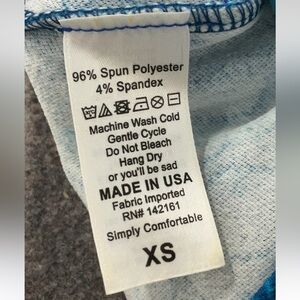 96% Spun Polyester
4% Spandex
Machine Wash Cold
Gentle Cycle
Do Not Bleach
Hang Dry
or you'll be sad
MADE IN USA
Fabric Imported
RN# 142161
Simply Comfortable
XS